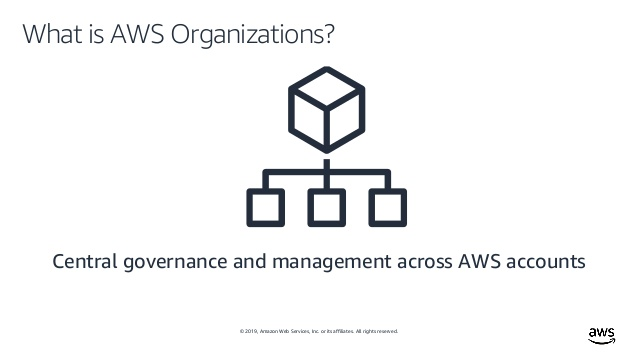 What is AWS Organizations?
Central governance and management across AWS accounts
© 2019, Amazon Web Services, Inc. or its affiliates. All rights reserved.
aws